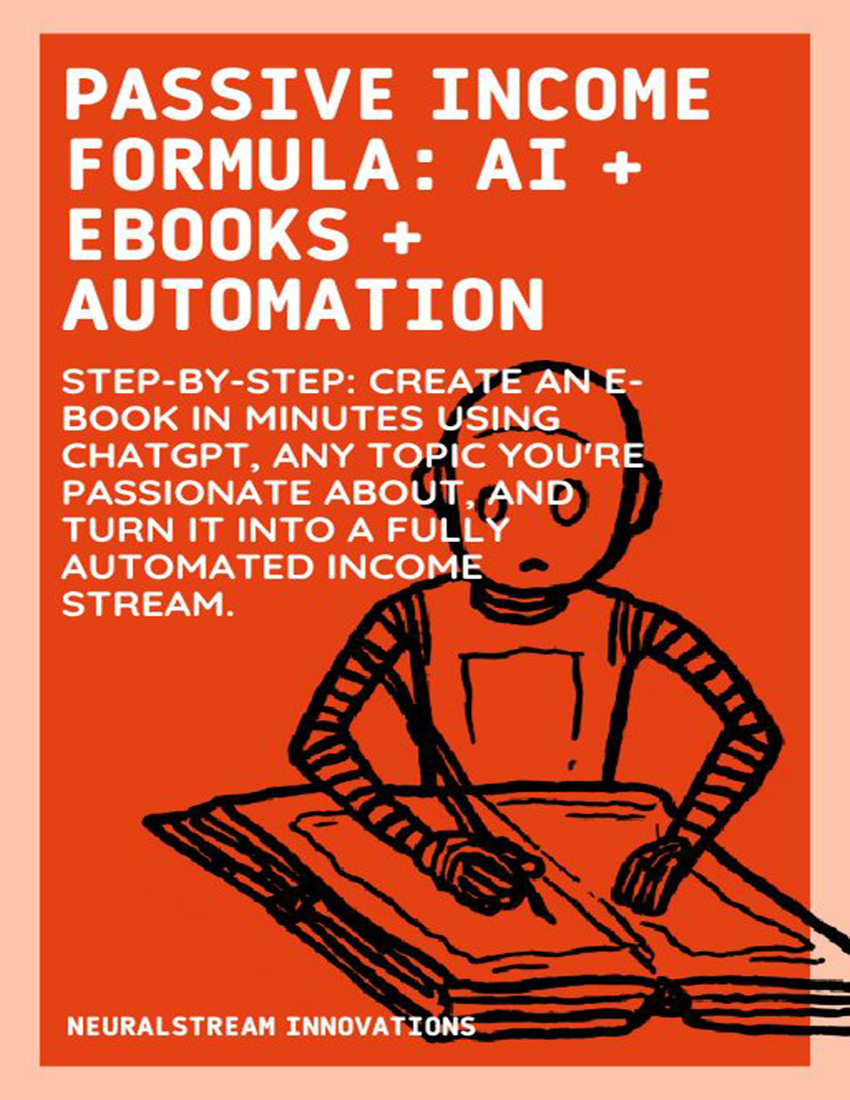 PASSIVE INCOME
FORMULA: AI +
EBOOKS +
AUTOMATION
STEP-BY-STEP: CREATE AN E-
BOOK IN MINUTES USING
CHATGPT, ANY TOPIC YOU'RE
PASSIONATE ABOUT, AND
TURN IT INTO A FULLY
AUTOMATED INCOME
STREAM.
NEURALSTREAM INNOVATIONS